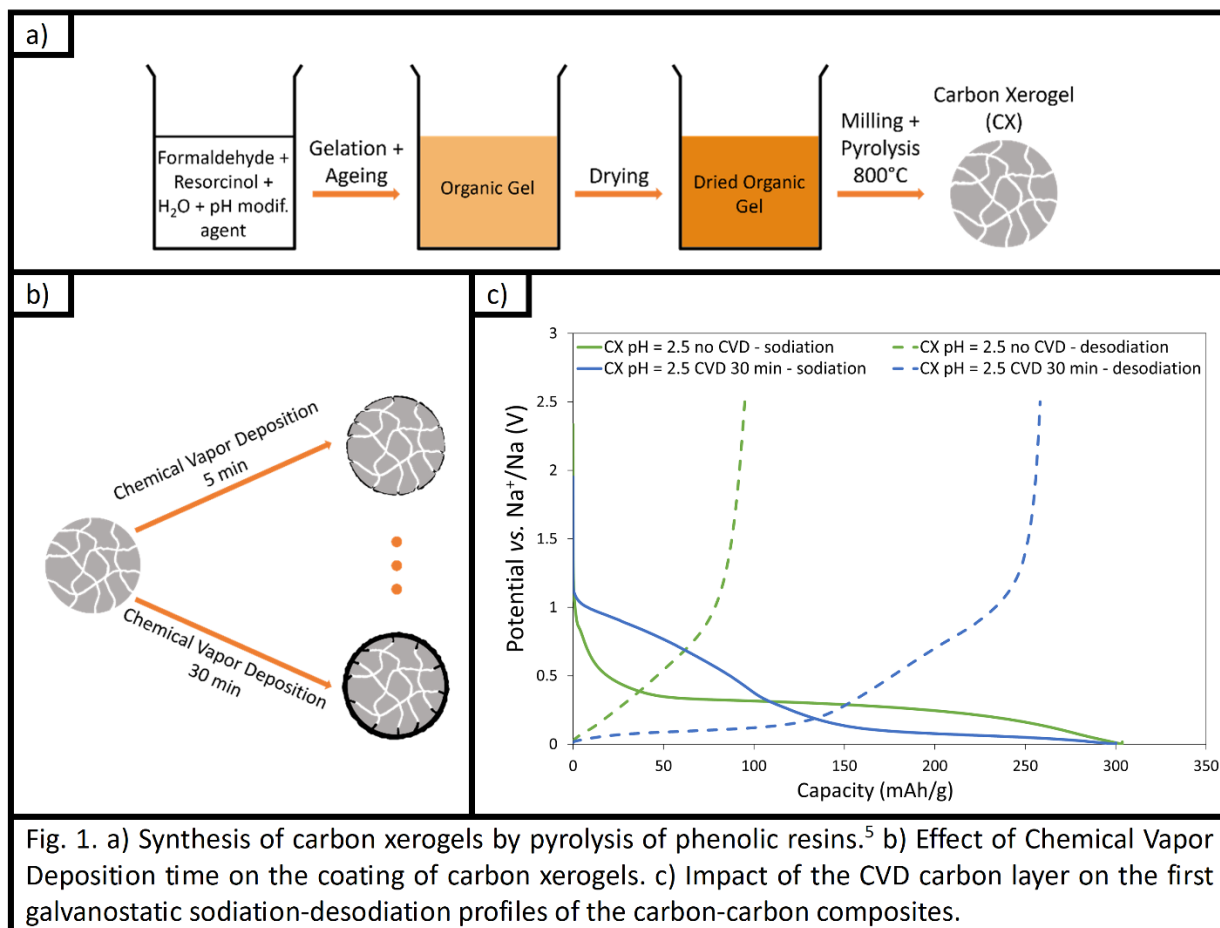 a)
Formaldehyde +
Resorcinol +
H₂O + pH modif.
agent
Gelation +
Ageing
Organic Gel
Drying
Dried Organic
Gel
Milling +
Pyrolysis
800°C
Carbon Xerogel
(CX)
b)
Chemical Vapor Deposition
5 min
Chemical Vapor Deposition
30 min
c)
CX pH = 2.5 no CVD - sodiation
CX pH = 2.5 no CVD - desodiation
CX pH = 2.5 CVD 30 min - sodiation
CX pH = 2.5 CVD 30 min - desodiation
Potential vs. Na⁺/Na (V)
3
2.5
2
1.5
1
0.5
0
0 50 100 150 200 250 300 350
Capacity (mAh/g)
Fig. 1. a) Synthesis of carbon xerogels by pyrolysis of phenolic resins.⁵ b) Effect of Chemical Vapor
Deposition time on the coating of carbon xerogels. c) Impact of the CVD carbon layer on the first
galvanostatic sodiation-desodiation profiles of the carbon-carbon composites.